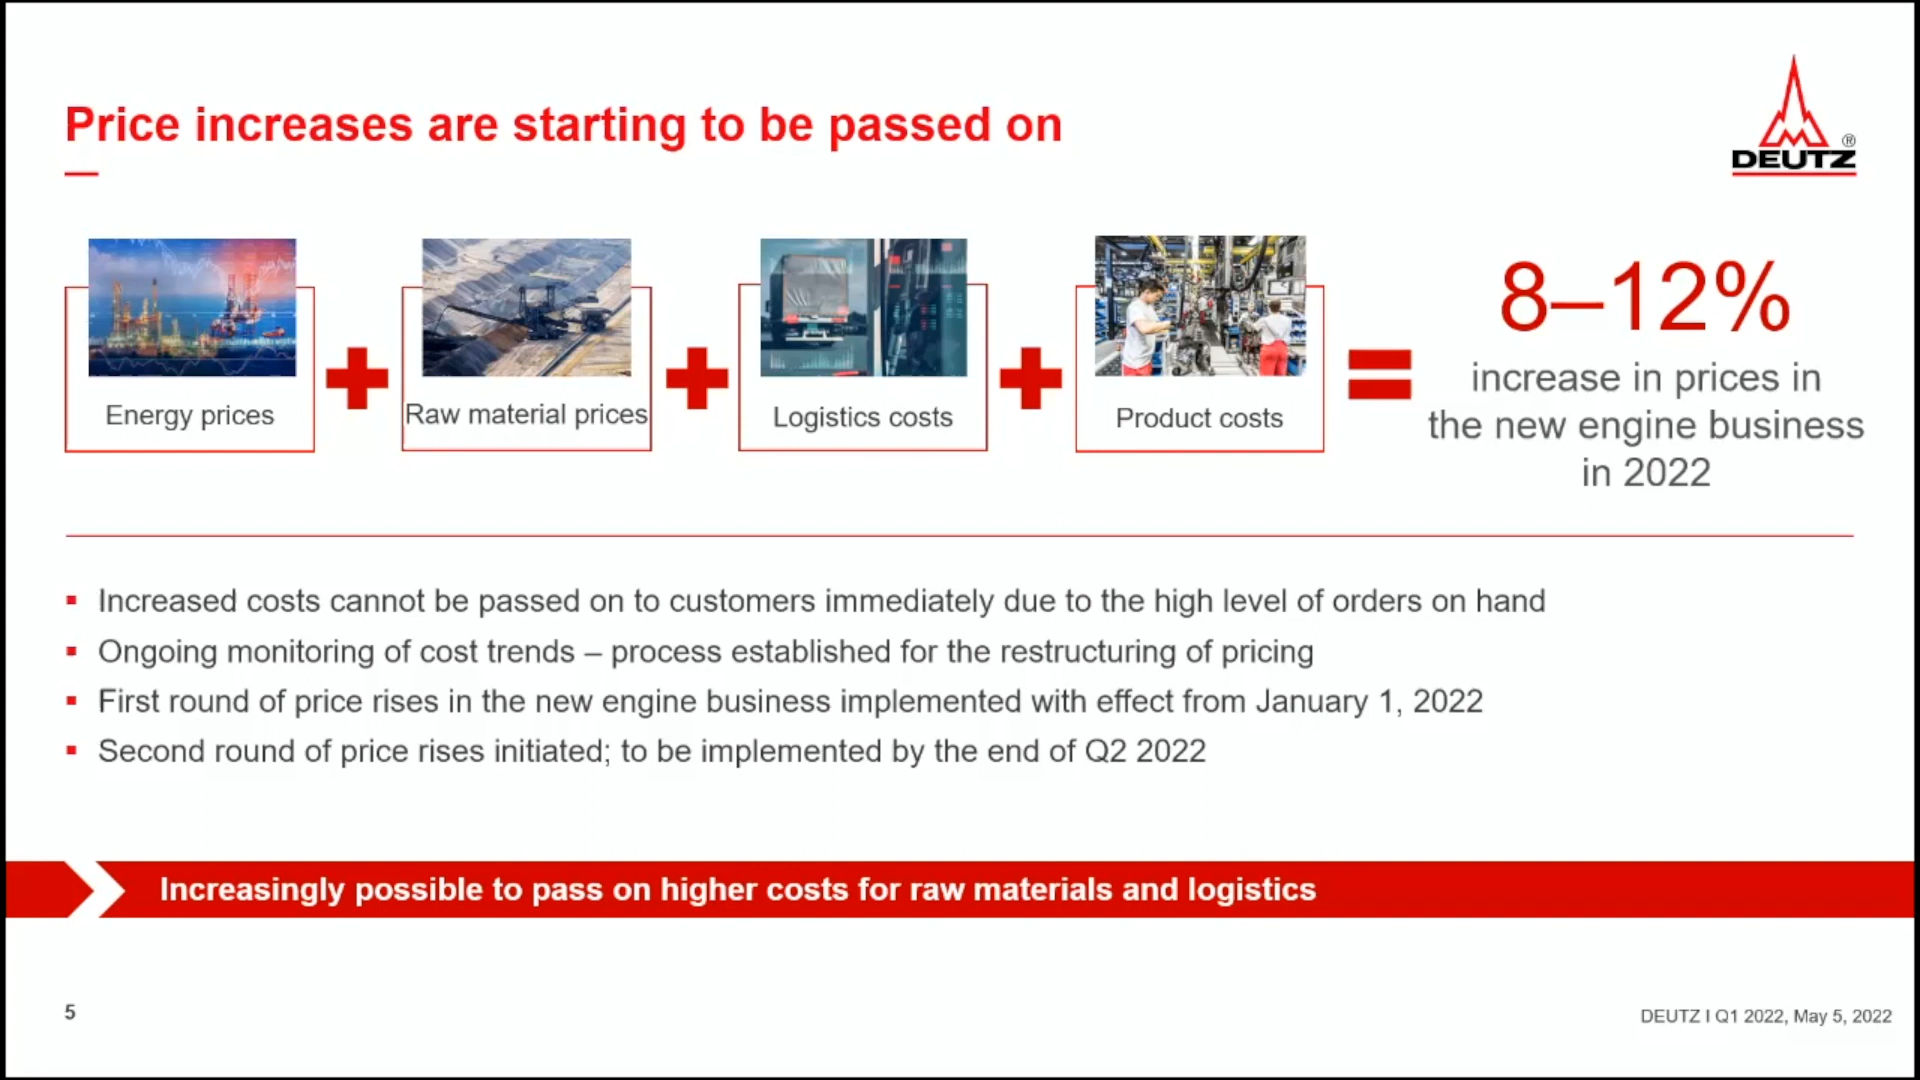 Price increases are starting to be passed on
®
DEUTZ
Energy prices
Raw material prices
Logistics costs
Product costs
8–12%
increase in prices in
the new engine business
in 2022
Increased costs cannot be passed on to customers immediately due to the high level of orders on hand
Ongoing monitoring of cost trends – process established for the restructuring of pricing
First round of price rises in the new engine business implemented with effect from January 1, 2022
Second round of price rises initiated; to be implemented by the end of Q2 2022
Increasingly possible to pass on higher costs for raw materials and logistics
5
DEUTZ I Q1 2022, May 5, 2022